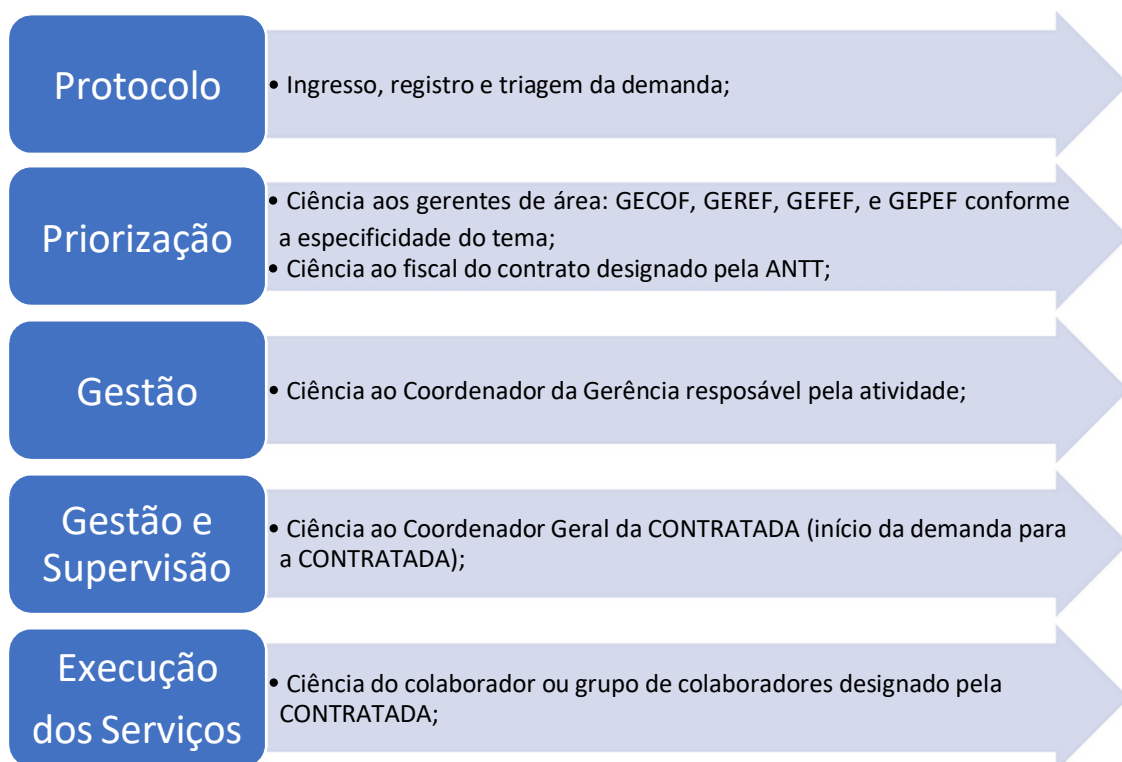 Protocolo
• Ingresso, registro e triagem da demanda;
Priorização
• Ciência aos gerentes de área: GECOF, GEREF, GEFEF, e GEPEF conforme
a especificidade do tema;
• Ciência ao fiscal do contrato designado pela ANTT;
Gestão
• Ciência ao Coordenador da Gerência resposável pela atividade;
Gestão e
Supervisão
• Ciência ao Coordenador Geral da CONTRATADA (início da demanda para
a CONTRATADA);
Execução
dos Serviços
• Ciência do colaborador ou grupo de colaboradores designado pela
CONTRATADA;